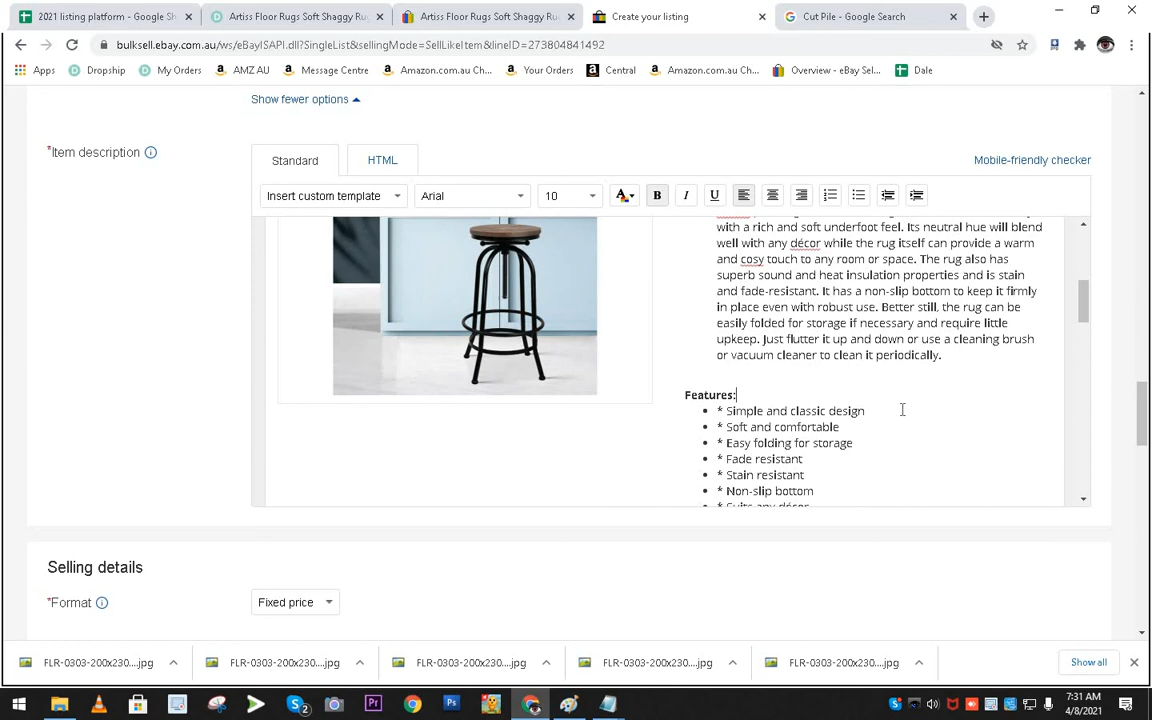 2021 listing platform - Google Sh
Artiss Floor Rugs Soft Shaggy Ru
Artiss Floor Rugs Soft Shaggy Ru
Create your listing
Cut Pile - Google Search
bulksell.ebay.com.au/ws/eBayISAPI.dll?SingleList&sellingMode=SellLikeItem&lineID=273804841492
Apps
Dropship
My Orders
AMZ AU
Message Centre
Amazon.com.au Ch...
Your Orders
Central
Amazon.com.au Ch...
Overview - eBay Sel...
Dale
Show fewer options
*Item description
Standard
HTML
Mobile-friendly checker
Insert custom template
Arial
10
A
B
I
U
with a rich and soft underfoot feel. Its neutral hue will blend
well with any décor while the rug itself can provide a warm
and cosy touch to any room or space. The rug also has
superb sound and heat insulation properties and is stain
and fade-resistant. It has a non-slip bottom to keep it firmly
in place even with robust use. Better still, the rug can be
easily folded for storage if necessary and require little
upkeep. Just flutter it up and down or use a cleaning brush
or vacuum cleaner to clean it periodically.
Features:
• * Simple and classic design
• * Soft and comfortable
• * Easy folding for storage
• * Fade resistant
• * Stain resistant
• * Non-slip bottom
• * Suits any décor
Selling details
*Format
Fixed price
FLR-0303-200x230....jpg
FLR-0303-200x230....jpg
FLR-0303-200x230....jpg
FLR-0303-200x230....jpg
FLR-0303-200x230....jpg
Show all
7:31 AM
4/8/2021